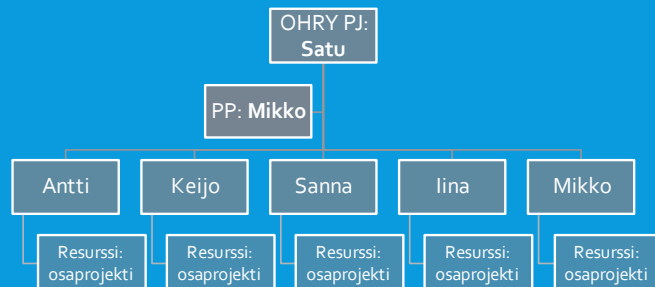 OHRY PJ:
Satu
PP: Mikko
Antti
Keijo
Sanna
Iina
Mikko
Resurssi:
osaprojekti
Resurssi:
osaprojekti
Resurssi:
osaprojekti
Resurssi:
osaprojekti
Resurssi:
osaprojekti